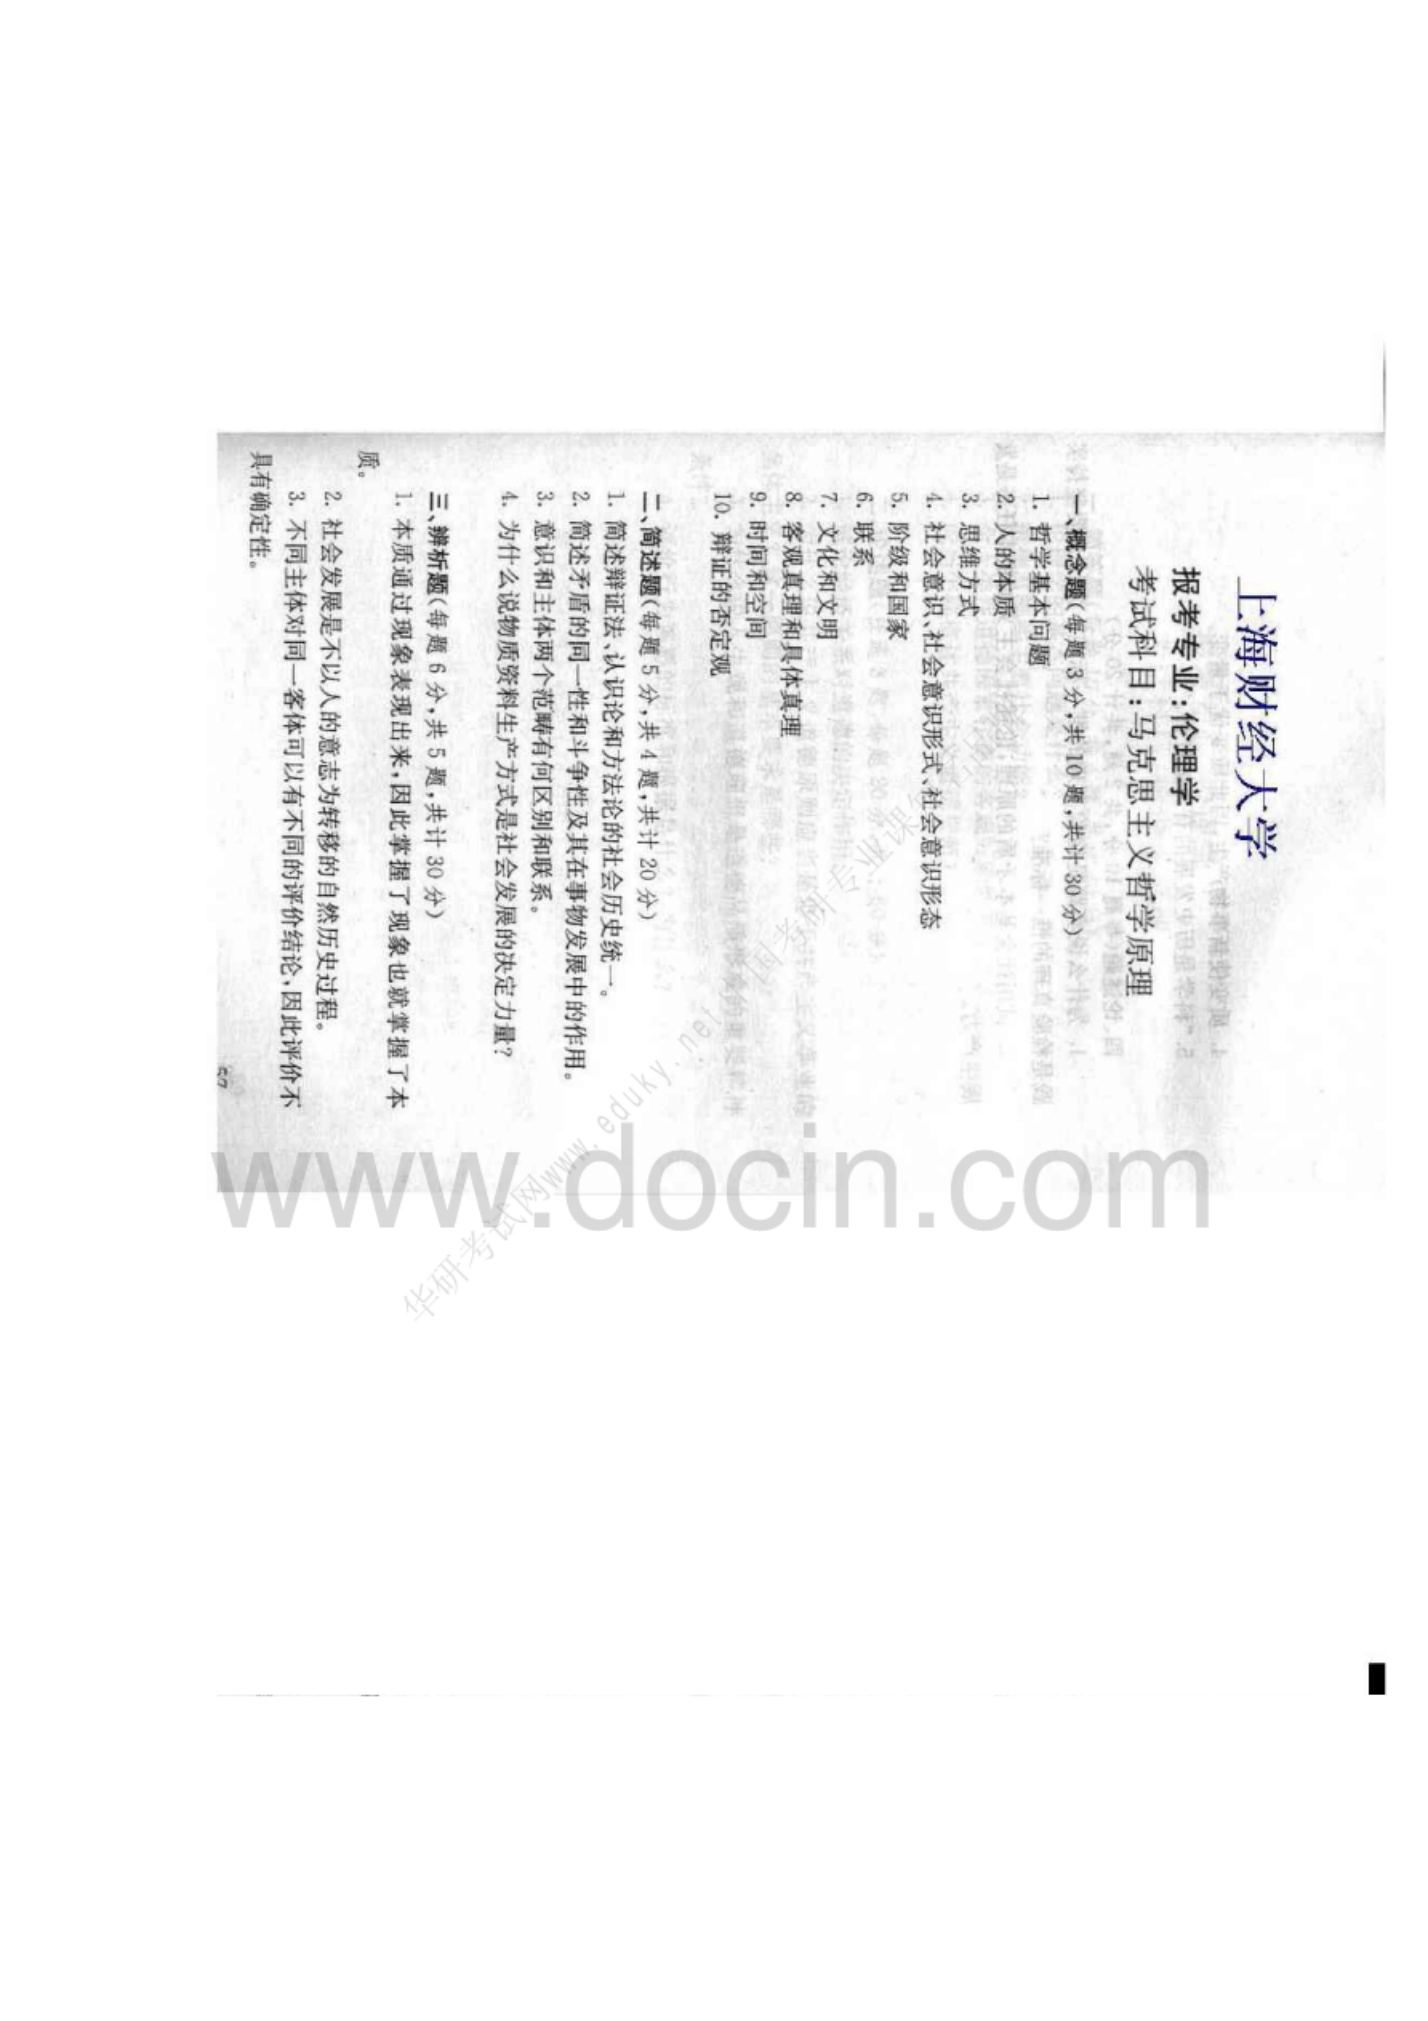 上海财经大学
报考专业：伦理学
考试科目：马克思主义哲学原理
一、概念题（每题3分，共10题，共计30分）
1. 哲学基本问题
2. 人的本质
3. 思维方式
4. 社会意识、社会意识形式、社会意识形态
5. 阶级和国家
6. 联系
7. 文化和文明
8. 客观真理和具体真理
9. 时间和空间
10. 辩证的否定观
二、简述题（每题5分，共4题，共计20分）
1. 简述辩证法、认识论和方法论的社会历史统一。
2. 简述矛盾的同一性和斗争性及其在事物发展中的作用。
3. 意识和主体两个范畴有何区别和联系。
4. 为什么说物质资料生产方式是社会发展的决定力量？
三、辨析题（每题6分，共5题，共计30分）
1. 本质通过现象表现出来，因此掌握了现象也就掌握了本
质。
2. 社会发展是不以人的意志为转移的自然历史过程。
3. 不同主体对同一客体可以有不同的评价结论，因此评价不
具有确定性。
www.docin.com
华研考试网www.eduky.net